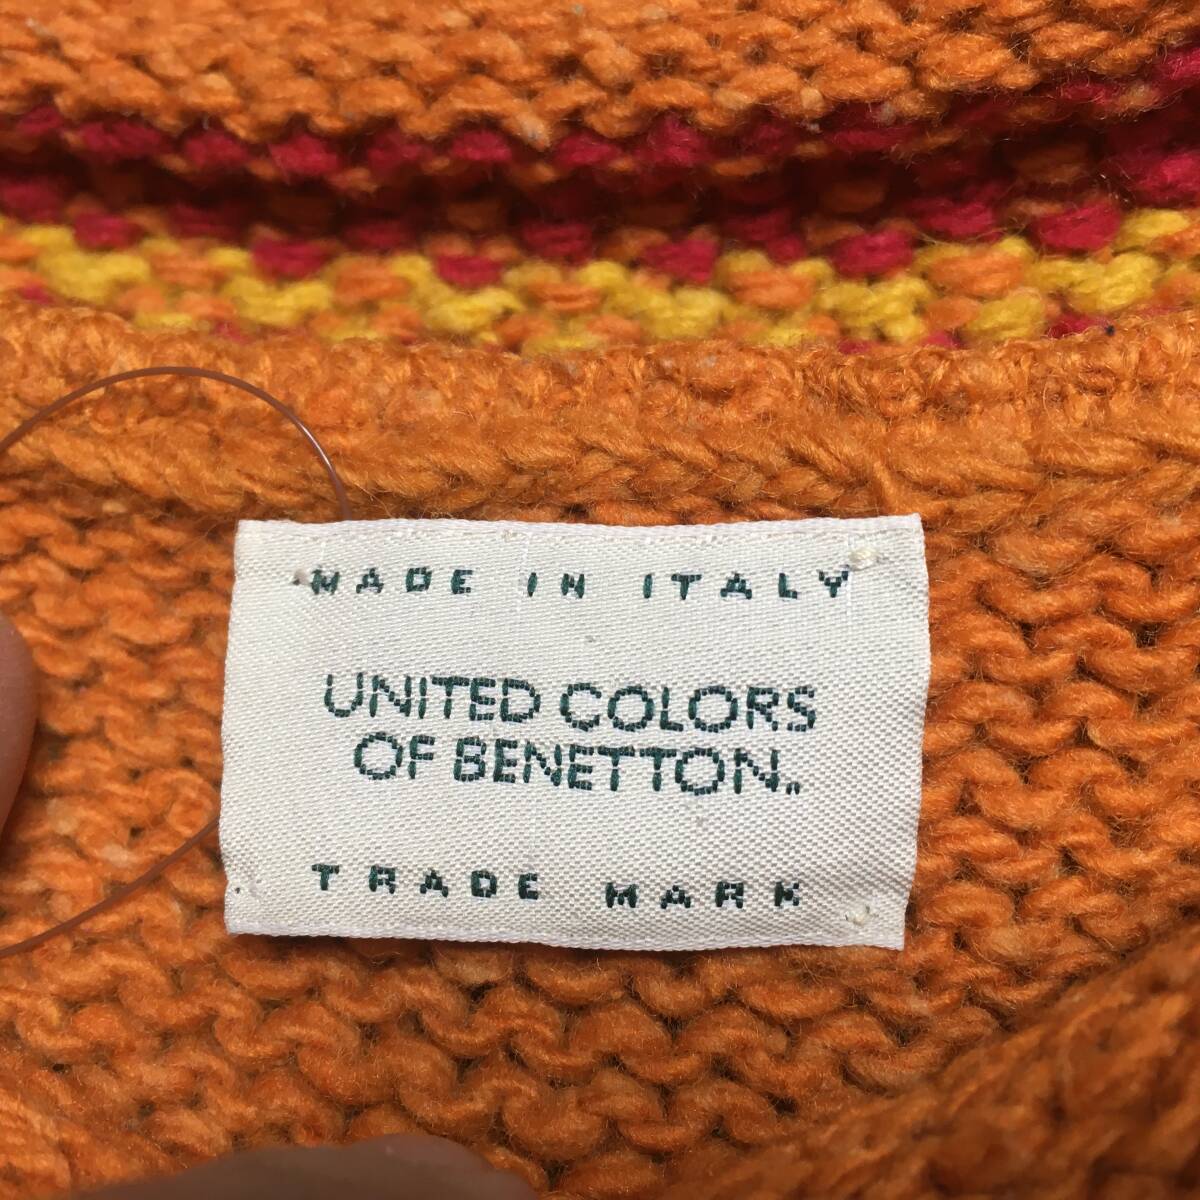 MADE IN ITALY
UNITED COLORS
OF BENETTON.
TRADE MARK